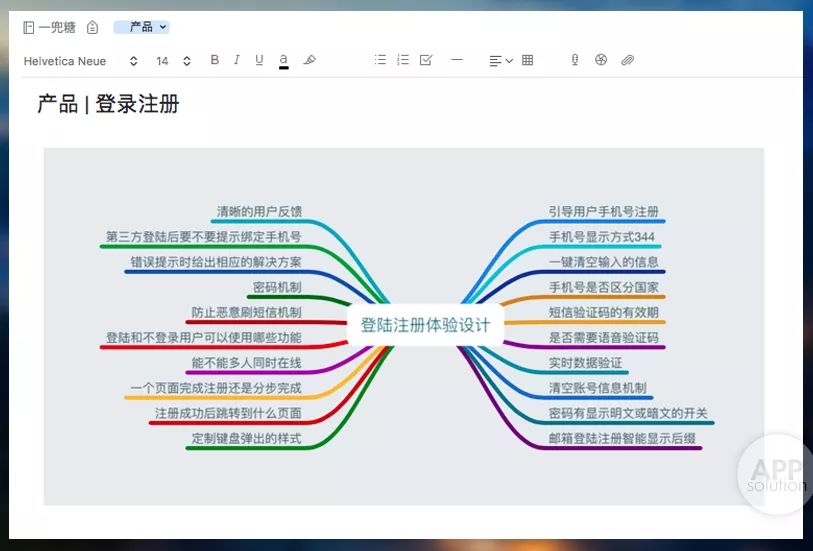 一兜糖
产品
Helvetica Neue
14
B I U a
产品 | 登录注册
清晰的用户反馈
第三方登陆后要不要提示绑定手机号
错误提示时给出相应的解决方案
密码机制
防止恶意刷短信机制
登陆和不登录用户可以使用哪些功能
能不能多人同时在线
一个页面完成注册还是分步完成
注册成功后跳转到什么页面
定制键盘弹出的样式
登陆注册体验设计
引导用户手机号注册
手机号显示方式344
一键清空输入的信息
手机号是否区分国家
短信验证码的有效期
是否需要语音验证码
实时数据验证
清空账号信息机制
密码有显示明文或暗文的开关
邮箱登陆注册智能显示后缀
APP
solution